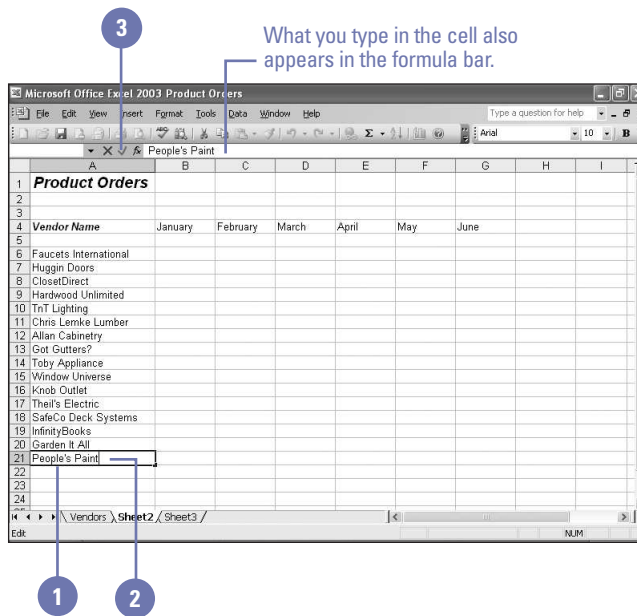 3
What you type in the cell also
appears in the formula bar.
Microsoft Office Excel 2003 Product Orders
File Edit View Insert Format Tools Data Window Help Type a question for help
Arial 10 B
fx People's Paint
A B C D E F G H I
1 Product Orders
2
3
4 Vendor Name January February March April May June
5
6 Faucets International
7 Huggin Doors
8 ClosetDirect
9 Hardwood Unlimited
10 TnT Lighting
11 Chris Lemke Lumber
12 Allan Cabinetry
13 Got Gutters?
14 Toby Appliance
15 Window Universe
16 Knob Outlet
17 Theil's Electric
18 SafeCo Deck Systems
19 InfinityBooks
20 Garden It All
21 People's Paint
22
23
24
Vendors Sheet2 Sheet3
Edit NUM
1 2